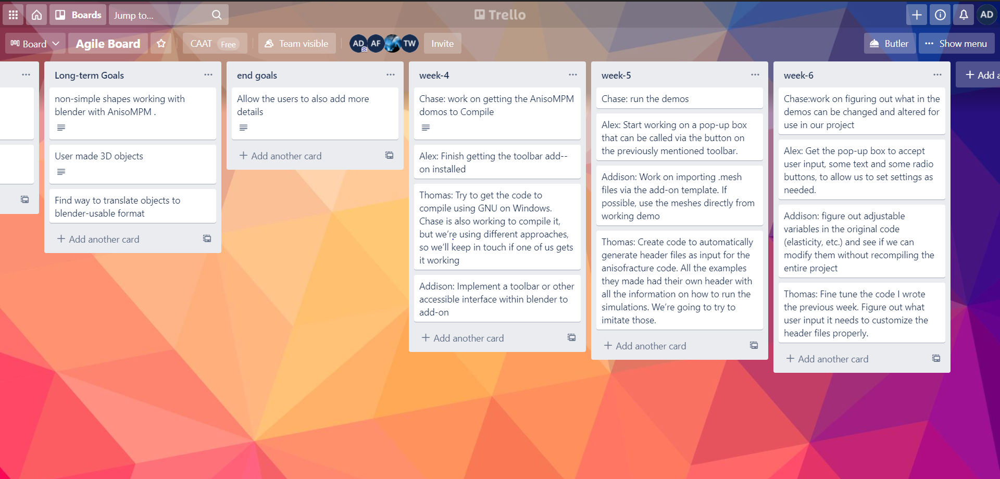 Boards
Jump to...
Trello
AD
Board
Agile Board
CAAT Free
Team visible
AD
AF
TW
Invite
Butler
Show menu
Long-term Goals
non-simple shapes working with
blender with AnisoMPM .
User made 3D objects
Find way to translate objects to
blender-usable format
Add another card
end goals
Allow the users to also add more
details
Add another card
week-4
Chase: work on getting the AnisoMPM
domos to Compile
Alex: Finish getting the toolbar add--
on installed
Thomas: Try to get the code to
compile using GNU on Windows.
Chase is also working to compile it,
but we're using different approaches,
so we'll keep in touch if one of us gets
it working
Addison: Implement a toolbar or other
accessible interface within blender to
add-on
Add another card
week-5
Chase: run the demos
Alex: Start working on a pop-up box
that can be called via the button on
the previously mentioned toolbar.
Addison: Work on importing .mesh
files via the add-on template. If
possible, use the meshes directly from
working demo
Thomas: Create code to automatically
generate header files as input for the
anisofracture code. All the examples
they made had their own header with
all the information on how to run the
simulations. We're going to try to
imitate those.
Add another card
week-6
Chase:work on figuring out what in the
demos can be changed and altered for
use in our project
Alex: Get the pop-up box to accept
user input, some text and some radio
buttons, to allow us to set settings as
needed.
Addison: figure out adjustable
variables in the original code
(elasticity, etc.) and see if we can
modify them without recompiling the
entire project
Thomas: Fine tune the code I wrote
the previous week. Figure out what
user input it needs to customize the
header files properly.
Add another card
Add a